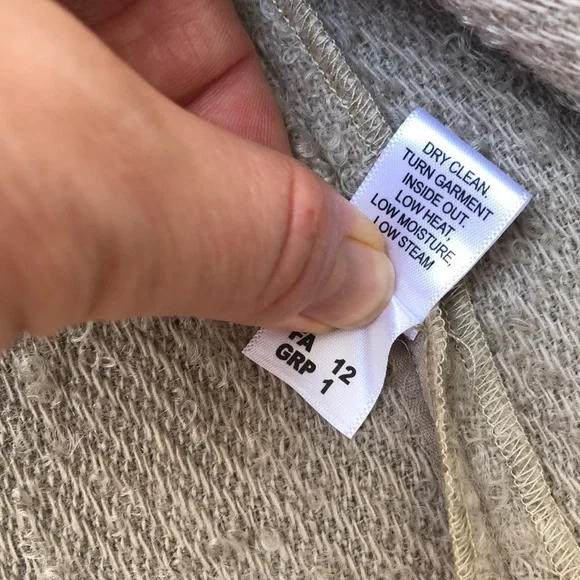 DRY CLEAN.
TURN GARMENT
INSIDE OUT.
LOW HEAT,
LOW MOISTURE,
LOW STEAM
FA 12
GRP 1